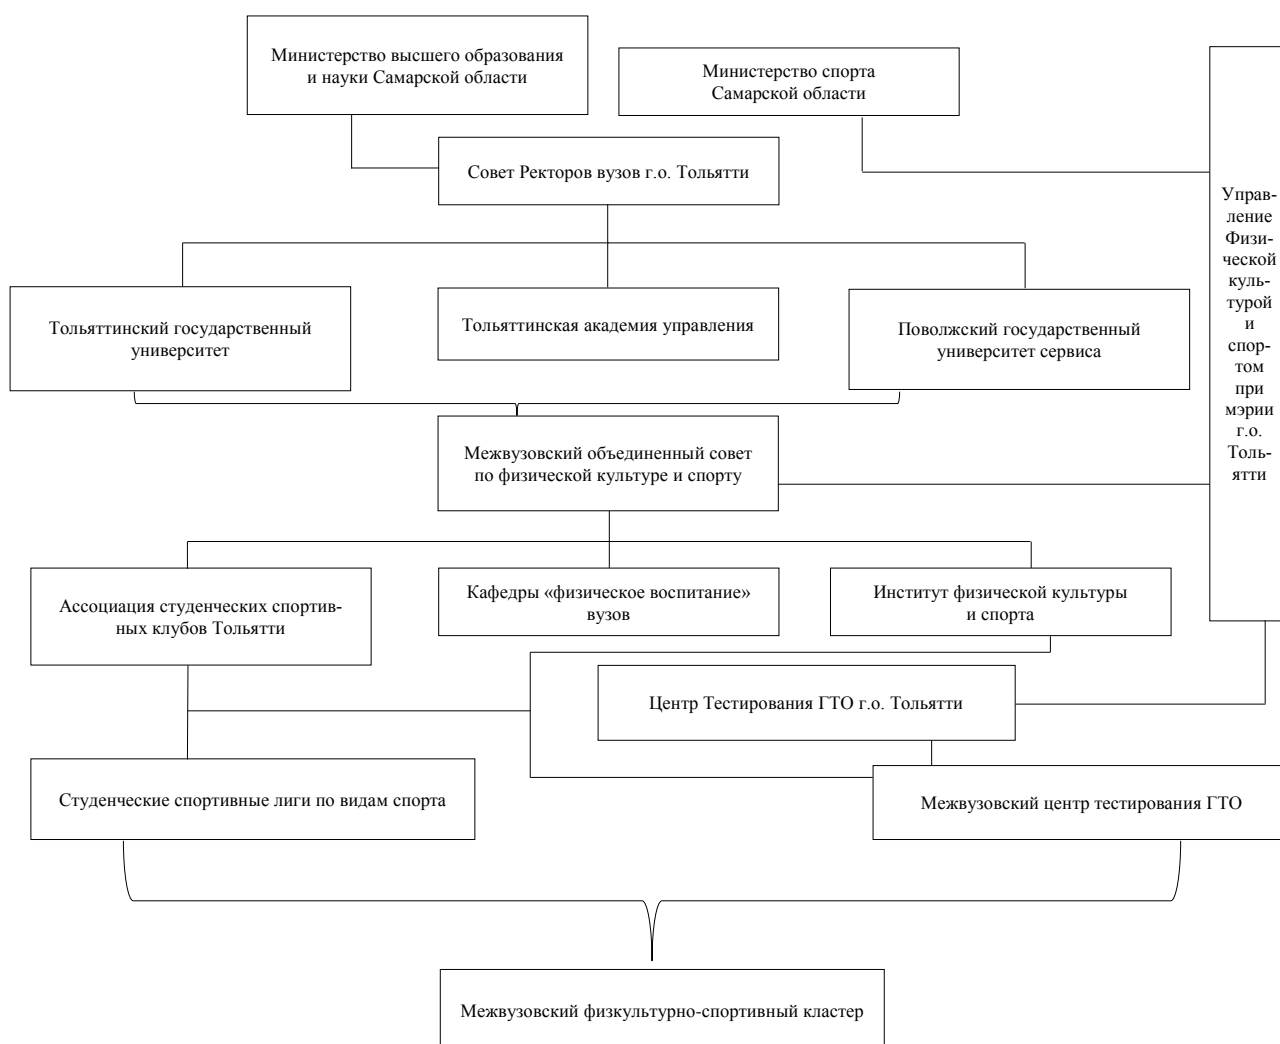 Министерство высшего образования
и науки Самарской области
Министерство спорта
Самарской области
Совет Ректоров вузов г.о. Тольятти
Управ-
ление
Физи-
ческой
куль-
турой
и
спор-
том
при
мэрии
г.о.
Толь-
ятти
Тольяттинский государственный
университет
Тольяттинская академия управления
Поволжский государственный
университет сервиса
Межвузовский объединенный совет
по физической культуре и спорту
Ассоциация студенческих спортив-
ных клубов Тольятти
Кафедры «физическое воспитание»
вузов
Институт физической культуры
и спорта
Центр Тестирования ГТО г.о. Тольятти
Студенческие спортивные лиги по видам спорта
Межвузовский центр тестирования ГТО
Межвузовский физкультурно-спортивный кластер